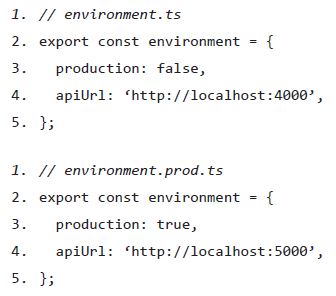 1. // environment.ts
2. export const environment = {
3.   production: false,
4.   apiUrl: ‘http://localhost:4000’,
5. };
1. // environment.prod.ts
2. export const environment = {
3.   production: true,
4.   apiUrl: ‘http://localhost:5000’,
5. };